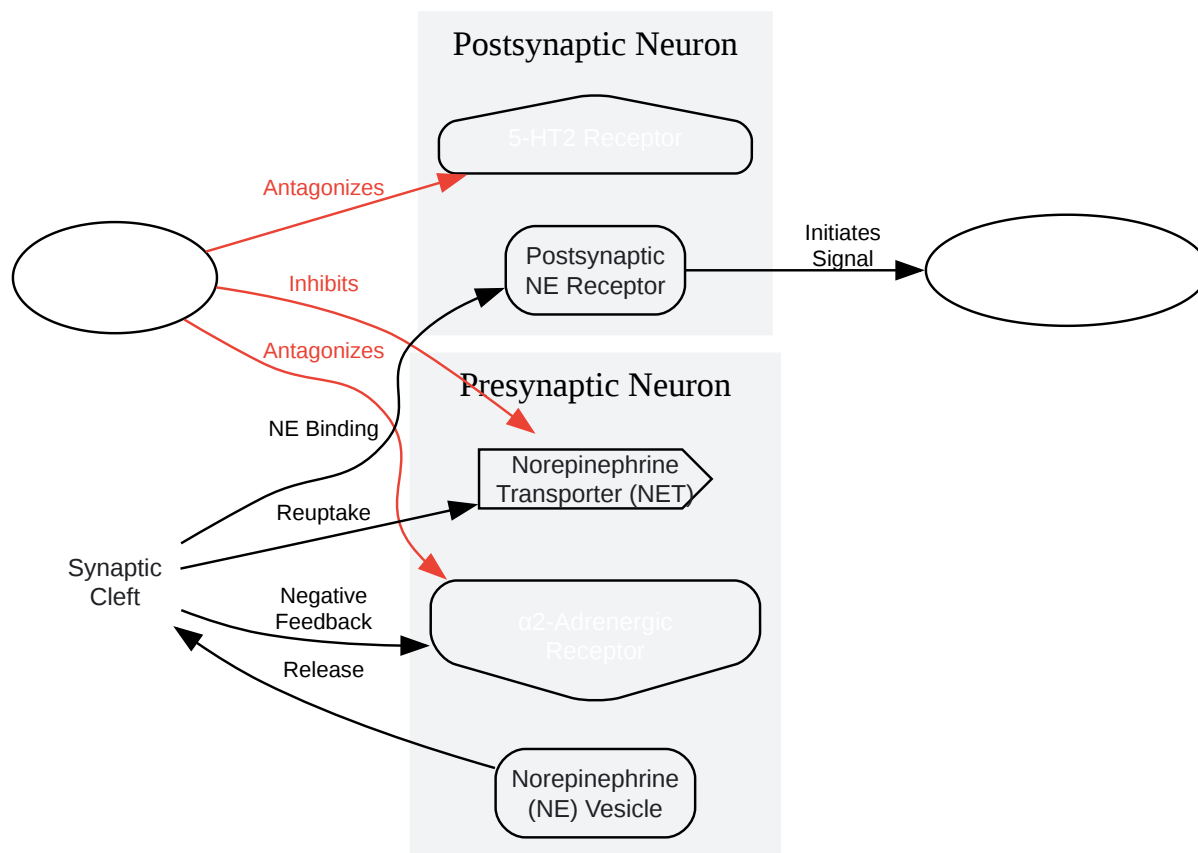 Postsynaptic Neuron
5-HT2 Receptor
Antagonizes
Postsynaptic
NE Receptor
Initiates
Signal
Inhibits
Antagonizes
Presynaptic Neuron
NE Binding
Norepinephrine
Transporter (NET)
Reuptake
Synaptic
Cleft
Negative
Feedback
α2-Adrenergic
Receptor
Release
Norepinephrine
(NE) Vesicle